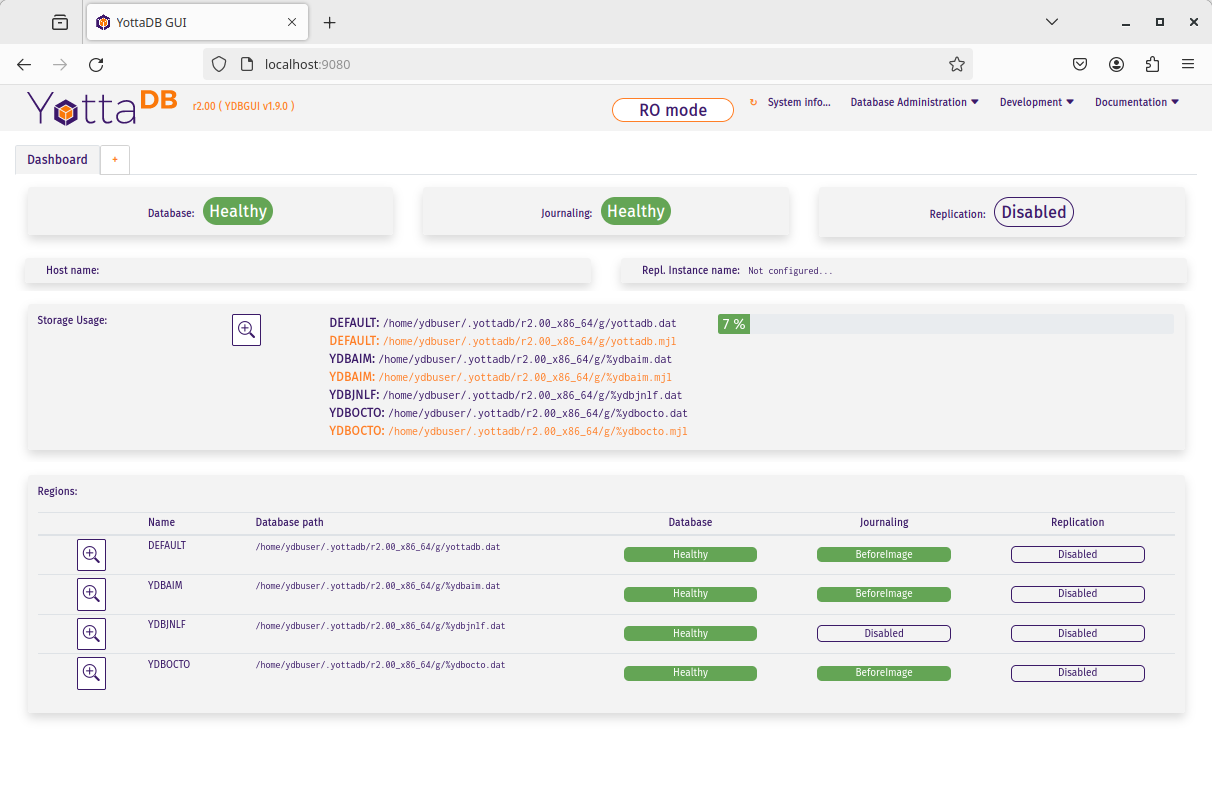 YottaDB GUI
localhost:9080
YottaDB r2.00 ( YDBGUI v1.9.0 )
RO mode
System info... Database Administration Development Documentation
Dashboard +
Database: Healthy Journaling: Healthy Replication: Disabled
Host name: Repl. Instance name: Not configured...
Storage Usage:
DEFAULT: /home/ydbuser/.yottadb/r2.00_x86_64/g/yottadb.dat 7 %
DEFAULT: /home/ydbuser/.yottadb/r2.00_x86_64/g/yottadb.mjl
YDBAIM: /home/ydbuser/.yottadb/r2.00_x86_64/g/%ydbaim.dat
YDBAIM: /home/ydbuser/.yottadb/r2.00_x86_64/g/%ydbaim.mjl
YDBJNLF: /home/ydbuser/.yottadb/r2.00_x86_64/g/%ydbjnlf.dat
YDBOCTO: /home/ydbuser/.yottadb/r2.00_x86_64/g/%ydbocto.dat
YDBOCTO: /home/ydbuser/.yottadb/r2.00_x86_64/g/%ydbocto.mjl
Regions:
Name Database path Database Journaling Replication
DEFAULT /home/ydbuser/.yottadb/r2.00_x86_64/g/yottadb.dat Healthy BeforeImage Disabled
YDBAIM /home/ydbuser/.yottadb/r2.00_x86_64/g/%ydbaim.dat Healthy BeforeImage Disabled
YDBJNLF /home/ydbuser/.yottadb/r2.00_x86_64/g/%ydbjnlf.dat Healthy Disabled Disabled
YDBOCTO /home/ydbuser/.yottadb/r2.00_x86_64/g/%ydbocto.dat Healthy BeforeImage Disabled